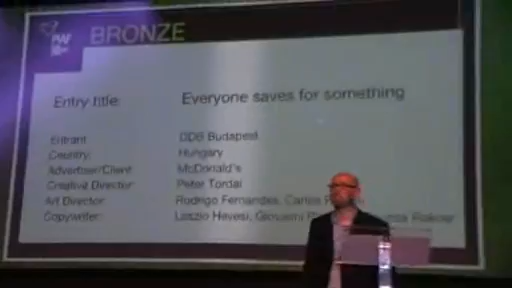 BRONZE
Entry title: Everyone saves for something
Entrant: DDB Budapest
Country: Hungary
Advertiser/Client: McDonald's
Creative Director: Peter Tordai
Art Director: Rodrigo Fernandes, Carlos
Copywriter: Laszlo Hevesi, Giovanni